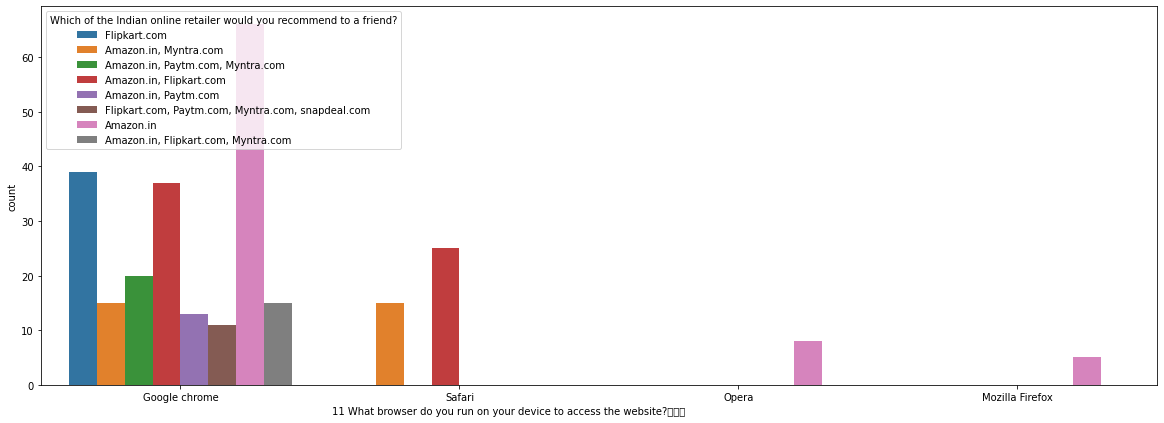 Which of the Indian online retailer would you recommend to a friend?
Flipkart.com
Amazon.in, Myntra.com
Amazon.in, Paytm.com, Myntra.com
Amazon.in, Flipkart.com
Amazon.in, Paytm.com
Flipkart.com, Paytm.com, Myntra.com, snapdeal.com
Amazon.in
Amazon.in, Flipkart.com, Myntra.com
60
50
40
30
20
10
0
count
Google chrome Safari Opera Mozilla Firefox
11 What browser do you run on your device to access the website?